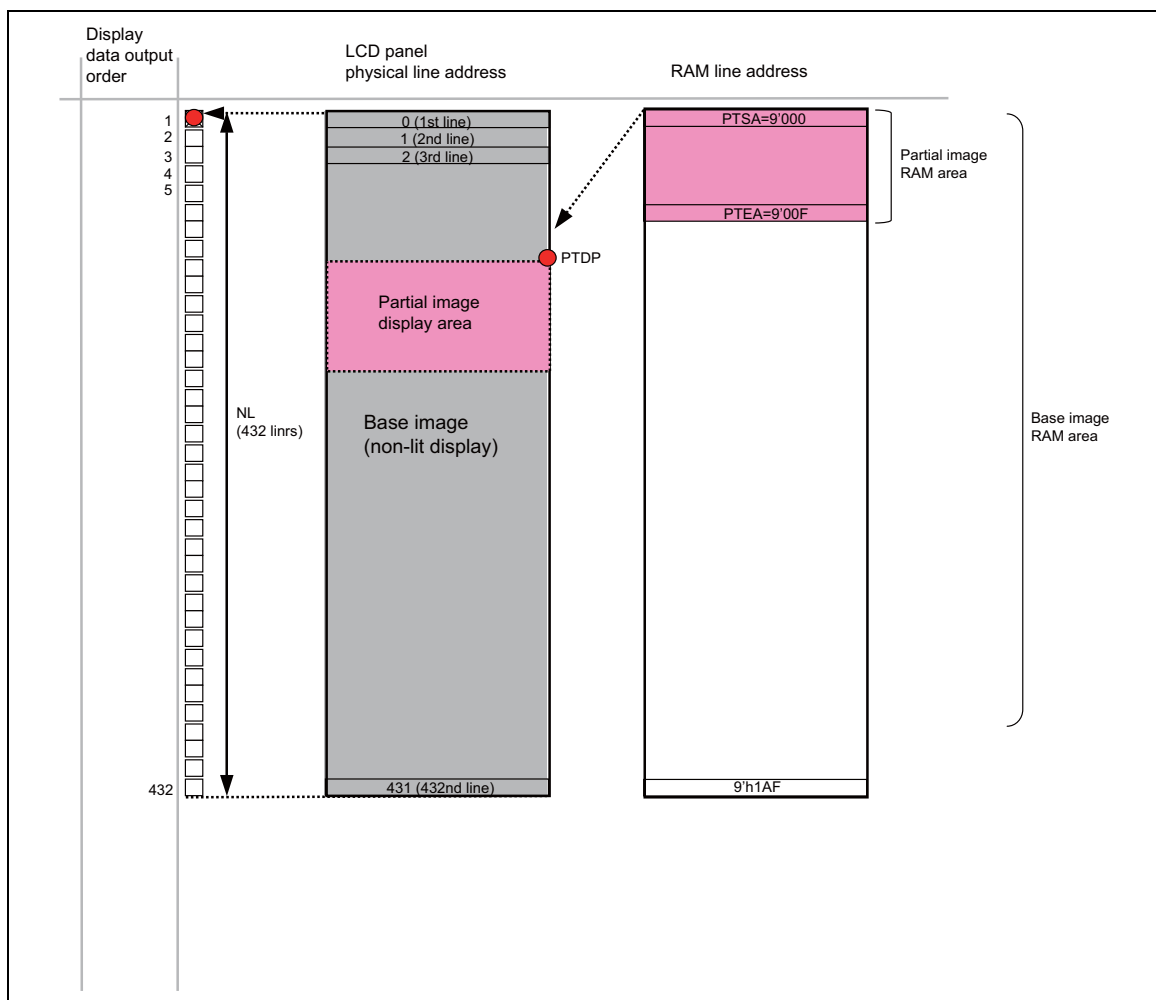 Display
data output
order
LCD panel
physical line address
RAM line address
1
2
3
4
5
432
NL
(432 linrs)
0 (1st line)
1 (2nd line)
2 (3rd line)
PTDP
Partial image
display area
Base image
(non-lit display)
431 (432nd line)
PTSA=9'000
PTEA=9'00F
9'h1AF
Partial image
RAM area
Base image
RAM area